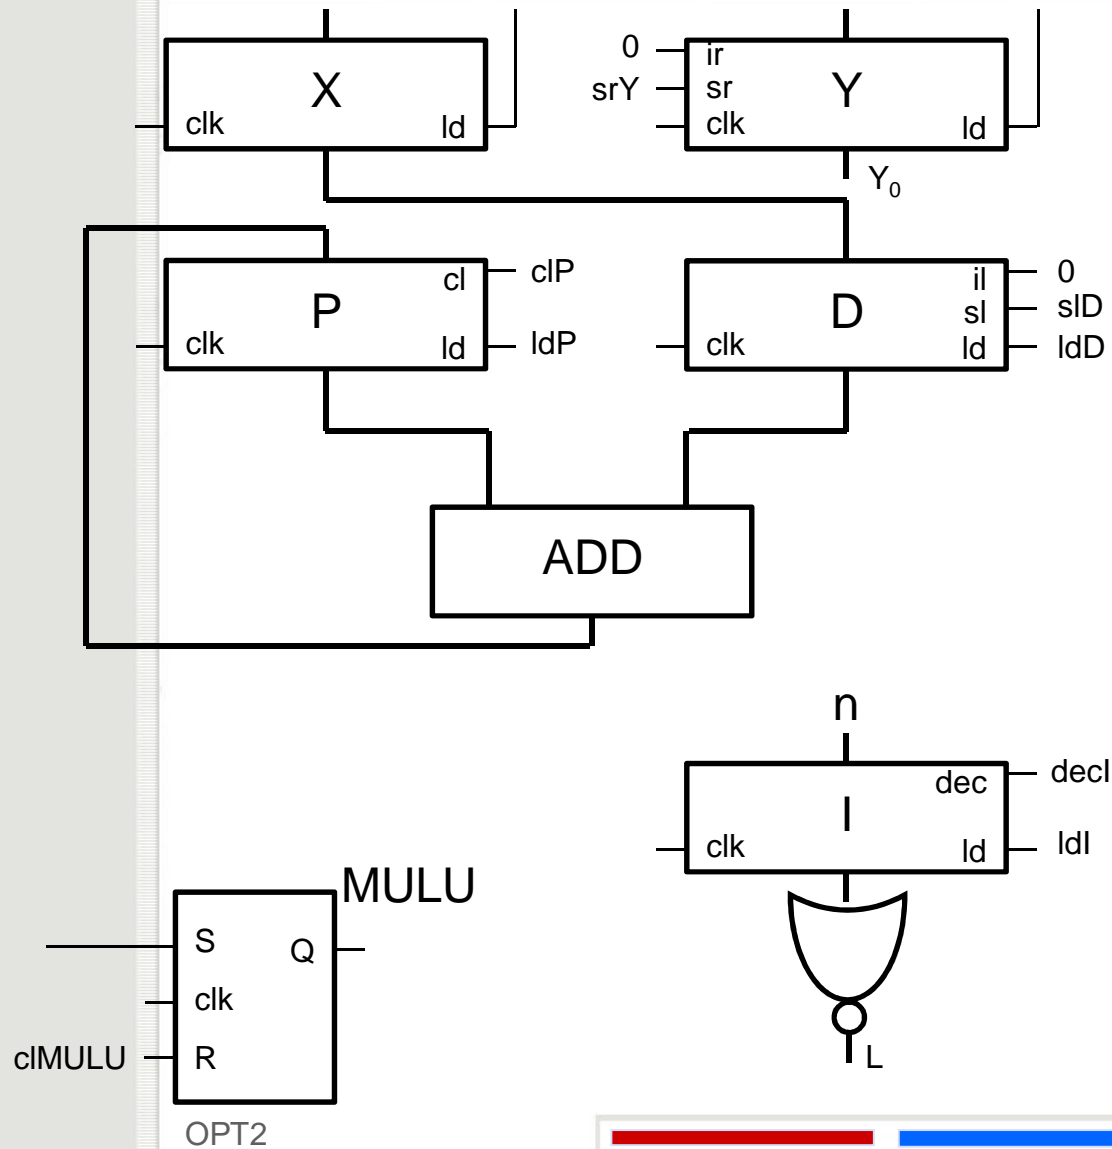 X
clk
ld
0
srY
ir
sr
clk
Y
ld
Y₀
P
cl
clP
clk
ld
ldP
D
il
0
sl
slD
clk
ld
ldD
ADD
n
I
dec
decI
clk
ld
ldI
MULU
S
Q
clk
clMULU
R
L
OPT2